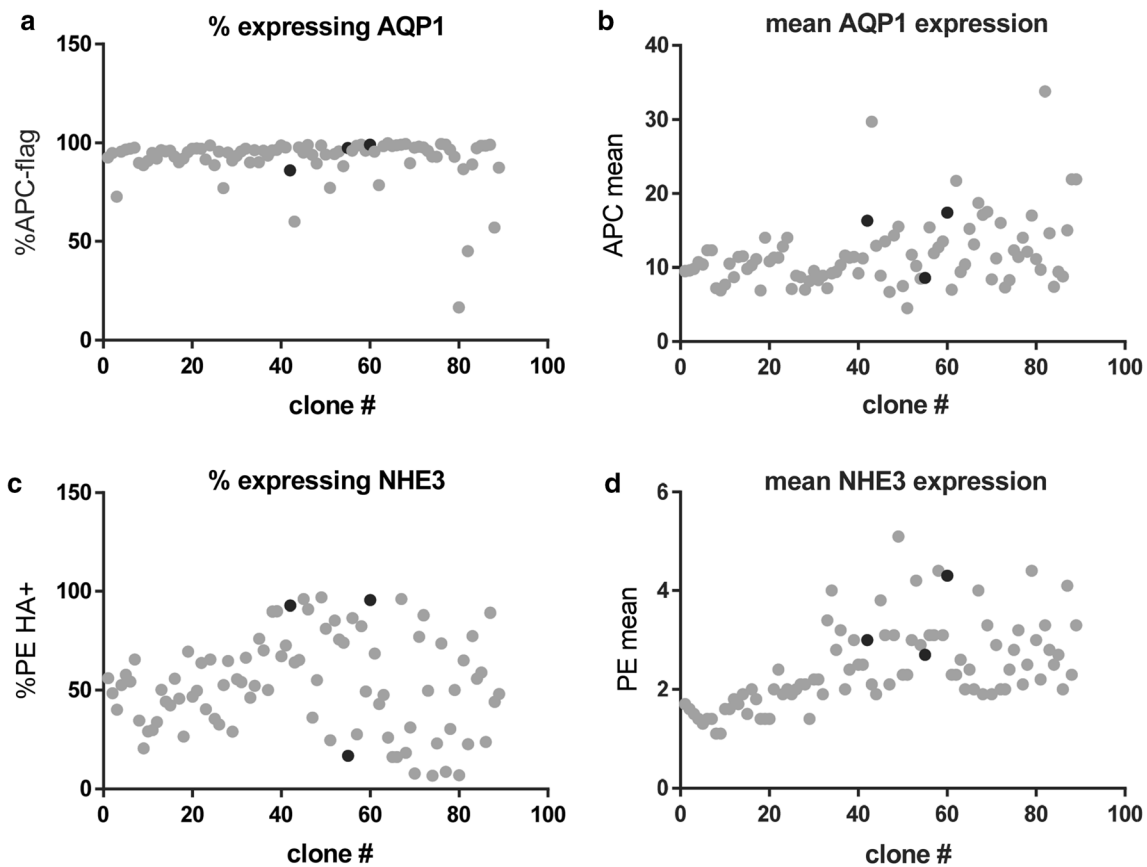 a
% expressing AQP1
%APC-flag
150
100
50
0
0 20 40 60 80 100
clone #
b
mean AQP1 expression
APC mean
40
30
20
10
0
0 20 40 60 80 100
clone #
c
% expressing NHE3
%PE HA+
150
100
50
0
0 20 40 60 80 100
clone #
d
mean NHE3 expression
PE mean
6
4
2
0
0 20 40 60 80 100
clone #